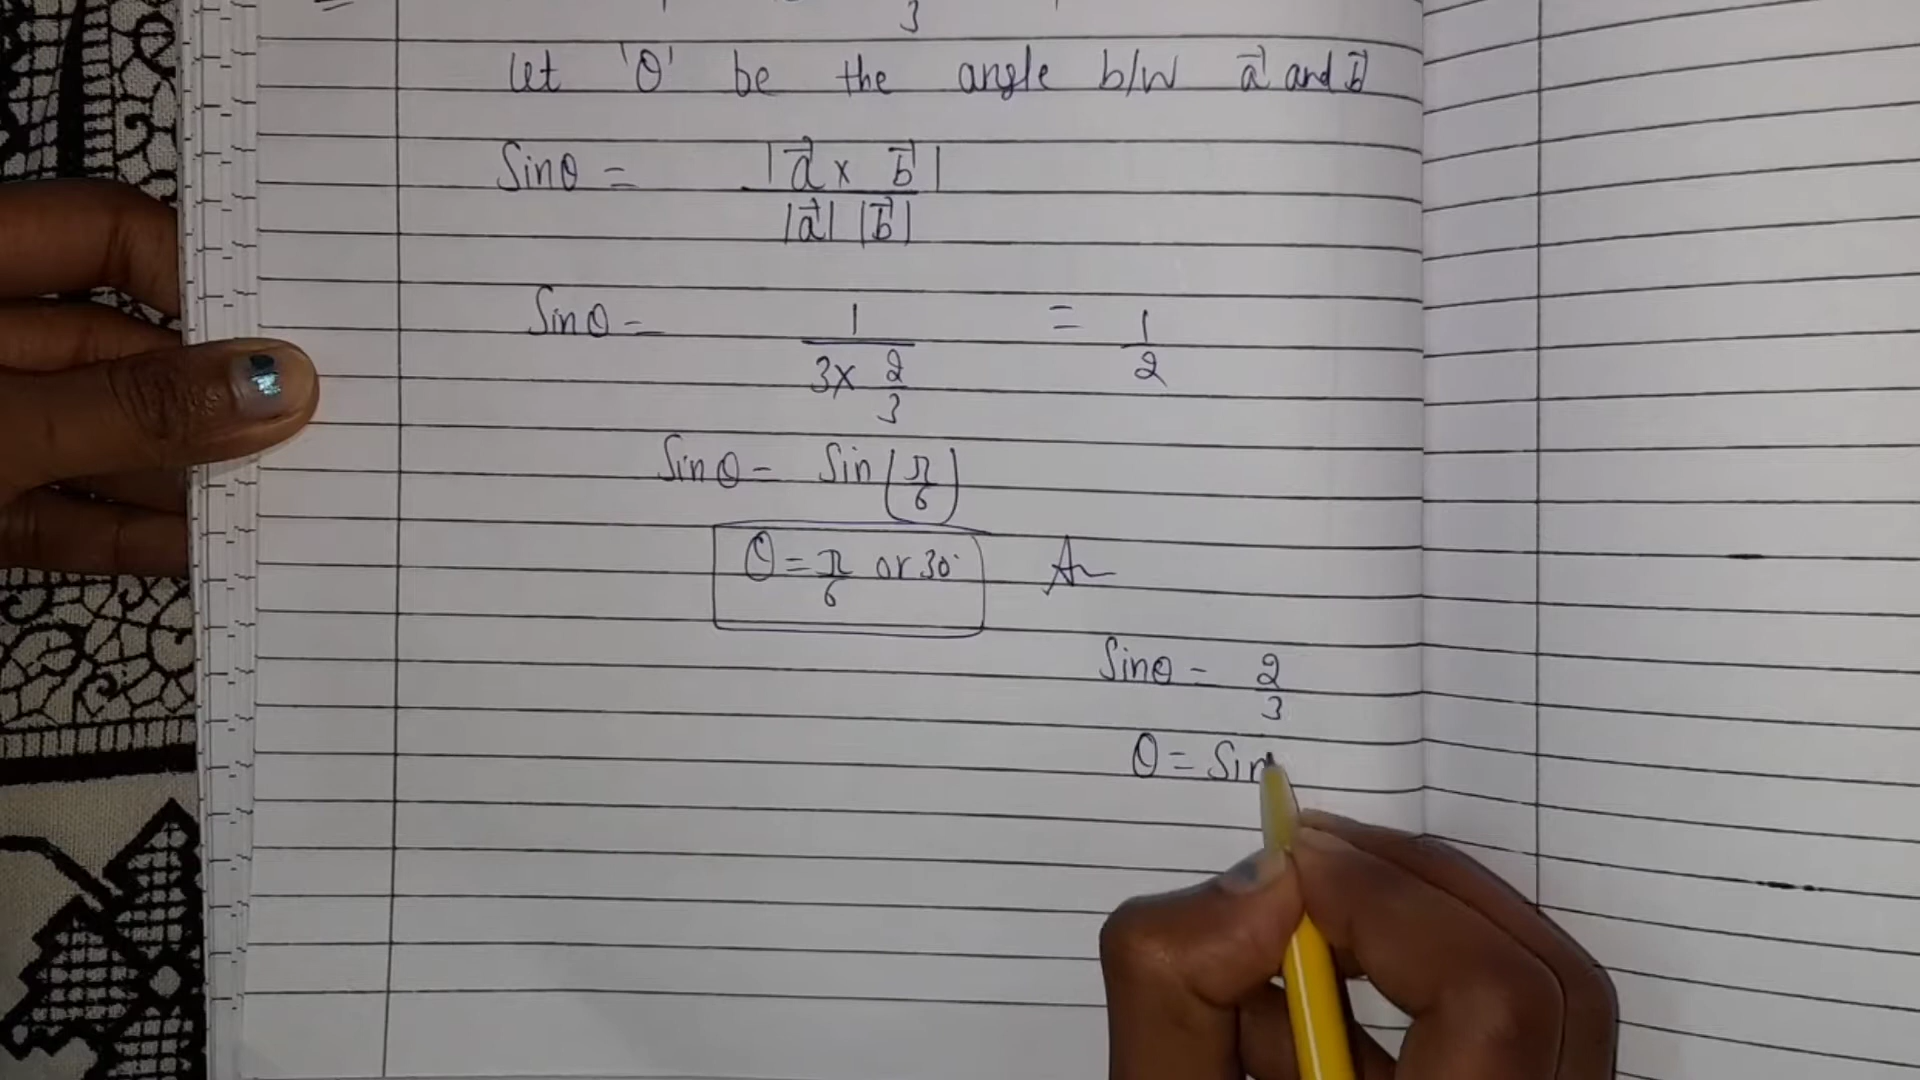 3
let 'θ' be the angle b/w a⃗ and b⃗
Sinθ = |a⃗ x b⃗| / |a⃗| |b⃗|
Sinθ = 1 / 3x 2/3 = 1/2
Sinθ = Sin(π/6)
θ = π/6 or 30°
Sinθ = 2/3
θ = Sin